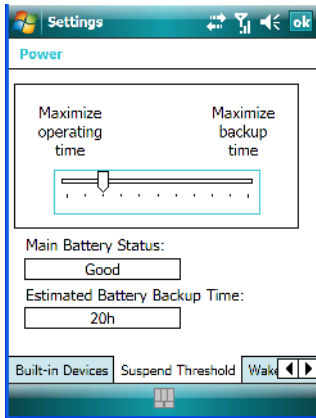 Settings
ok
Power
Maximize operating time
Maximize backup time
Main Battery Status:
Good
Estimated Battery Backup Time:
20h
Built-in Devices
Suspend Threshold
Wake